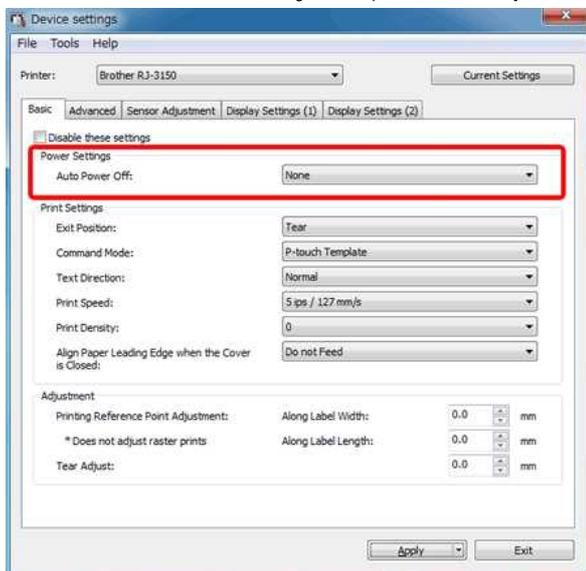 Device settings
File Tools Help
Printer: Brother RJ-3150 Current Settings
Basic Advanced Sensor Adjustment Display Settings (1) Display Settings (2)
Disable these settings
Power Settings
Auto Power Off: None
Print Settings
Exit Position: Tear
Command Mode: P-touch Template
Text Direction: Normal
Print Speed: 5 ips / 127 mm/s
Print Density: 0
Align Paper Leading Edge when the Cover Do not Feed
is Closed:
Adjustment
Printing Reference Point Adjustment: Along Label Width: 0.0 mm
* Does not adjust raster prints Along Label Length: 0.0 mm
Tear Adjust: 0.0 mm
Apply Exit